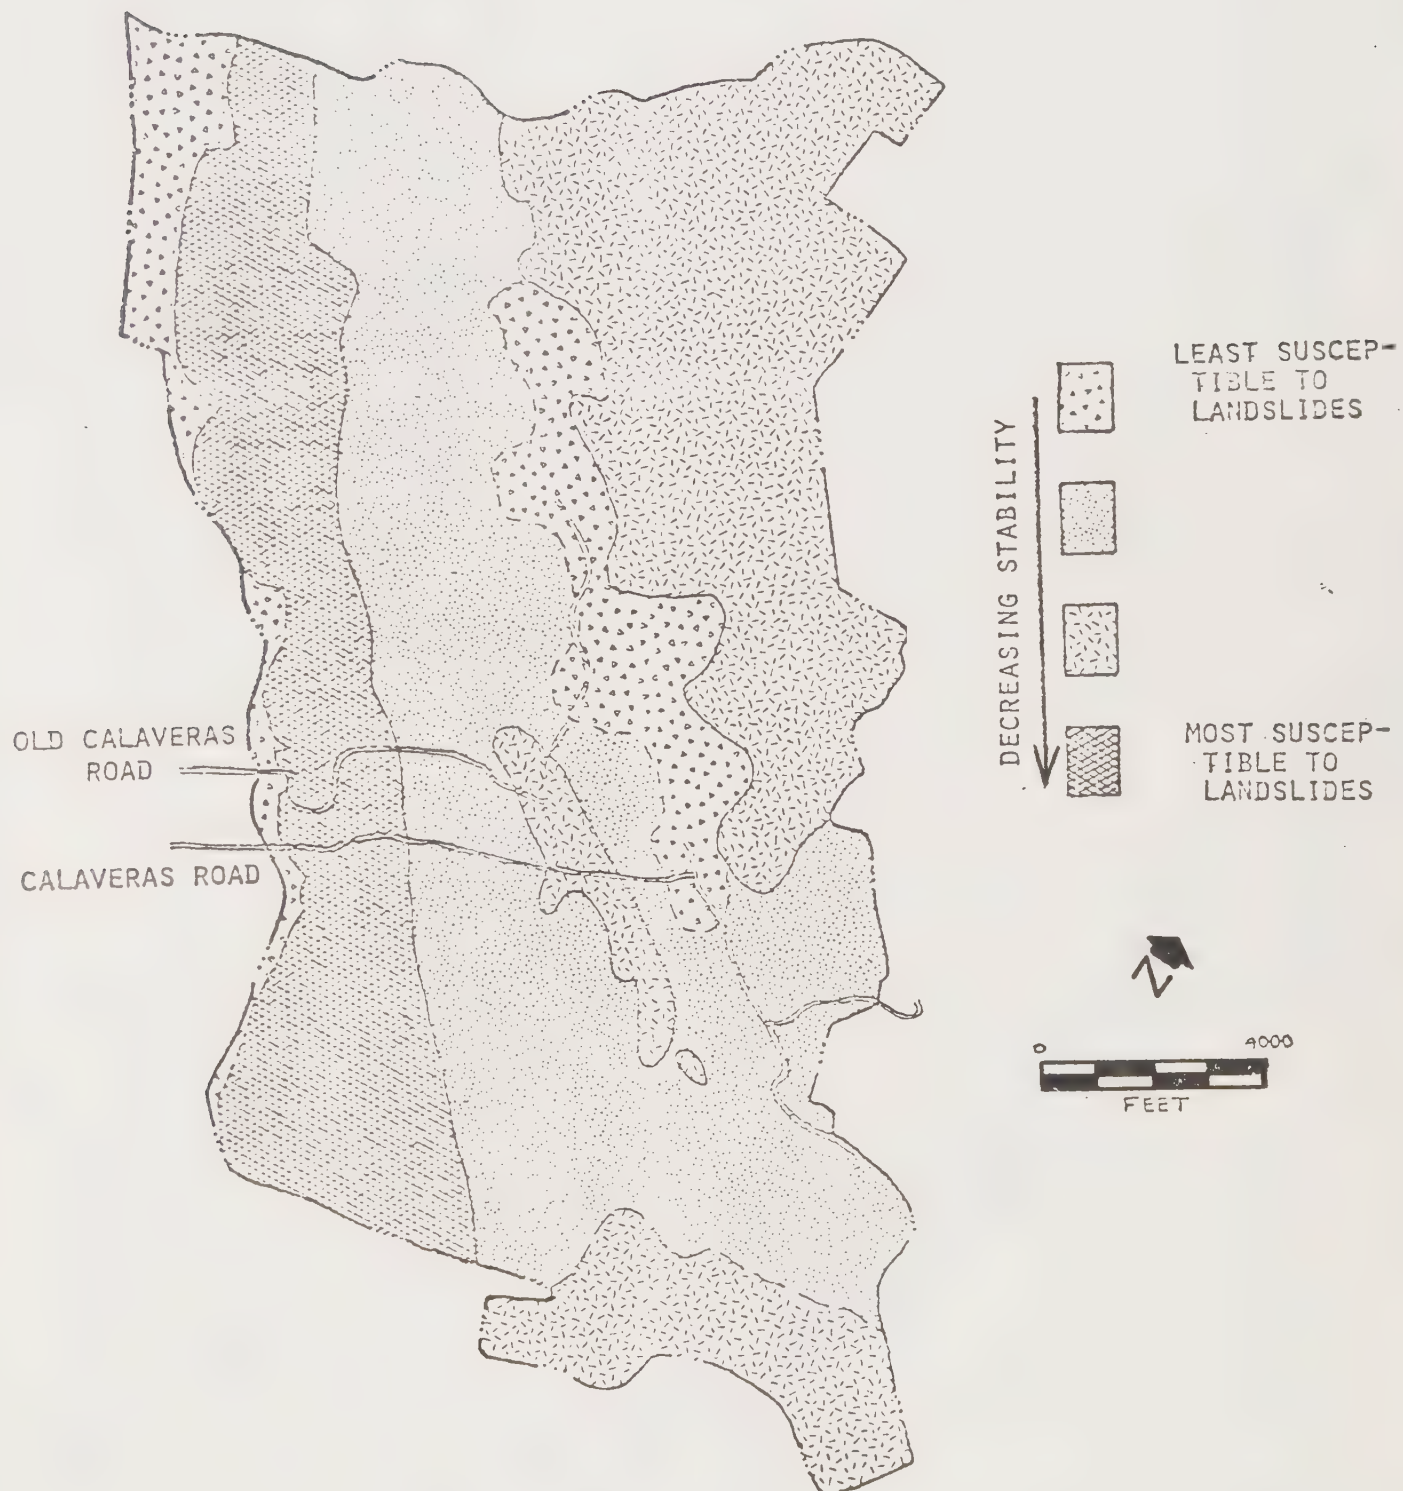 LEAST SUSCEP-
TIBLE TO
LANDSLIDES
DECREASING STABILITY
MOST SUSCEP-
TIBLE TO
LANDSLIDES
OLD CALAVERAS
ROAD
CALAVERAS ROAD
N
0 4000
FEET